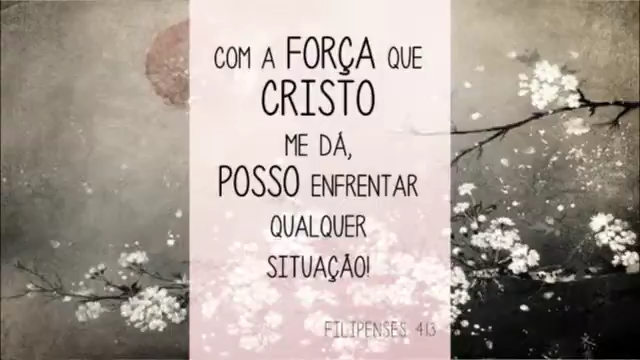 COM A FORÇA QUE
CRISTO
ME DÁ,
POSSO ENFRENTAR
QUALQUER
SITUAÇÃO!
FILIPENSES 4:13